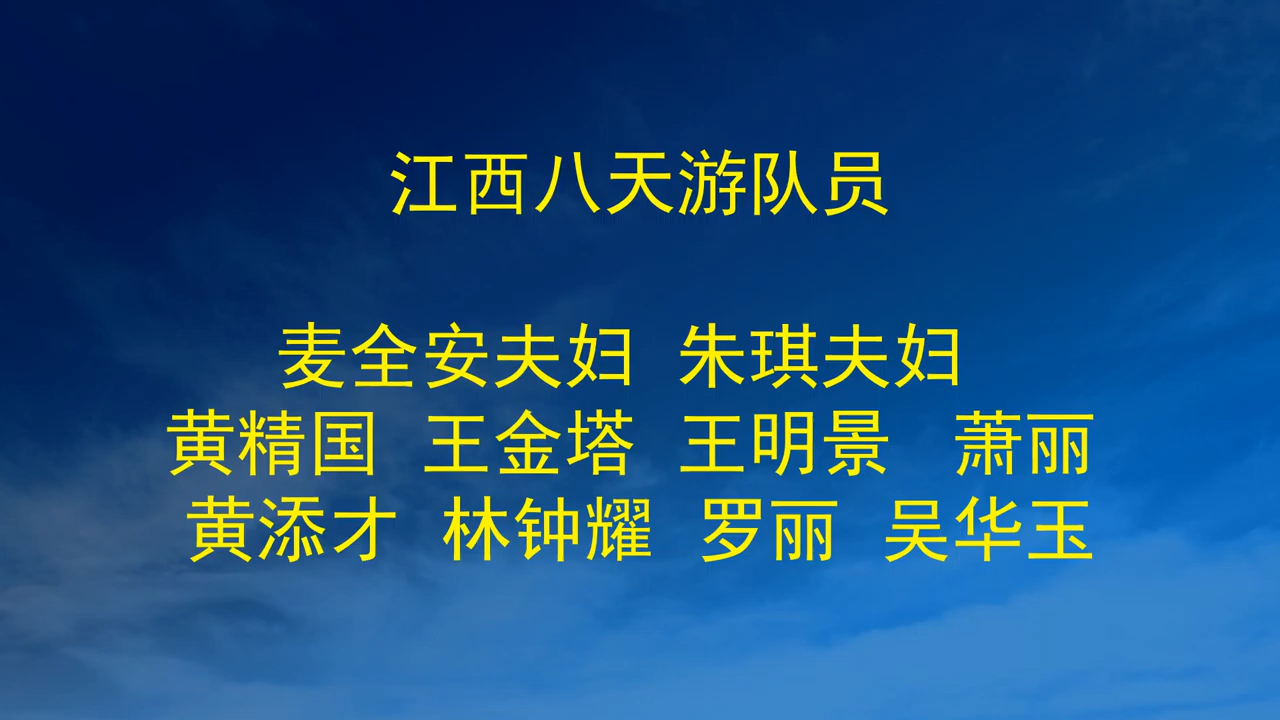 江西八天游队员
麦全安夫妇 朱琪夫妇
黄精国 王金塔 王明景 萧丽
黄添才 林钟耀 罗丽 吴华玉